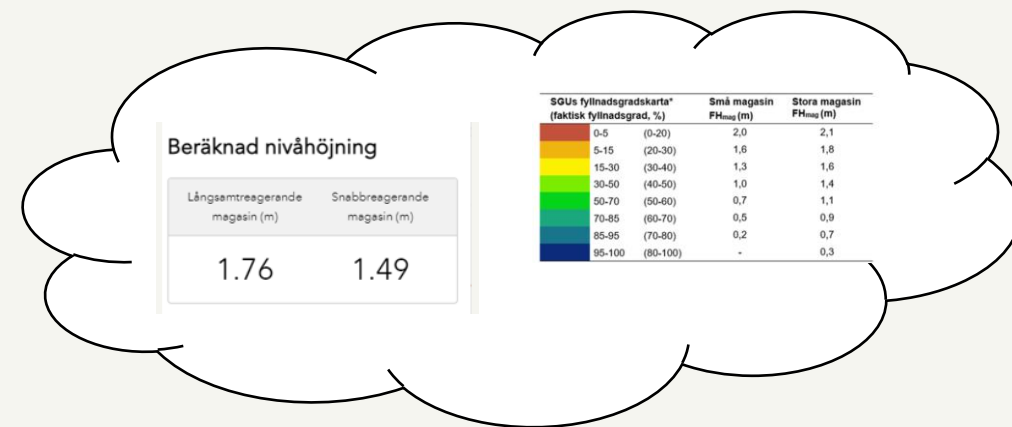 Beräknad nivåhöjning
Långsamtreagerande magasin (m)
Snabbreagerande magasin (m)
1.76 1.49
SGUs fyllnadsgradskarta* Små magasin Stora magasin
(faktisk fyllnadsgrad, %) FHmag (m) FHmag (m)
0-5 (0-20) 2,0 2,1
5-15 (20-30) 1,6 1,8
15-30 (30-40) 1,3 1,6
30-50 (40-50) 1,0 1,4
50-70 (50-60) 0,7 1,1
70-85 (60-70) 0,5 0,9
85-95 (70-80) 0,2 0,7
95-100 (80-100) - 0,3